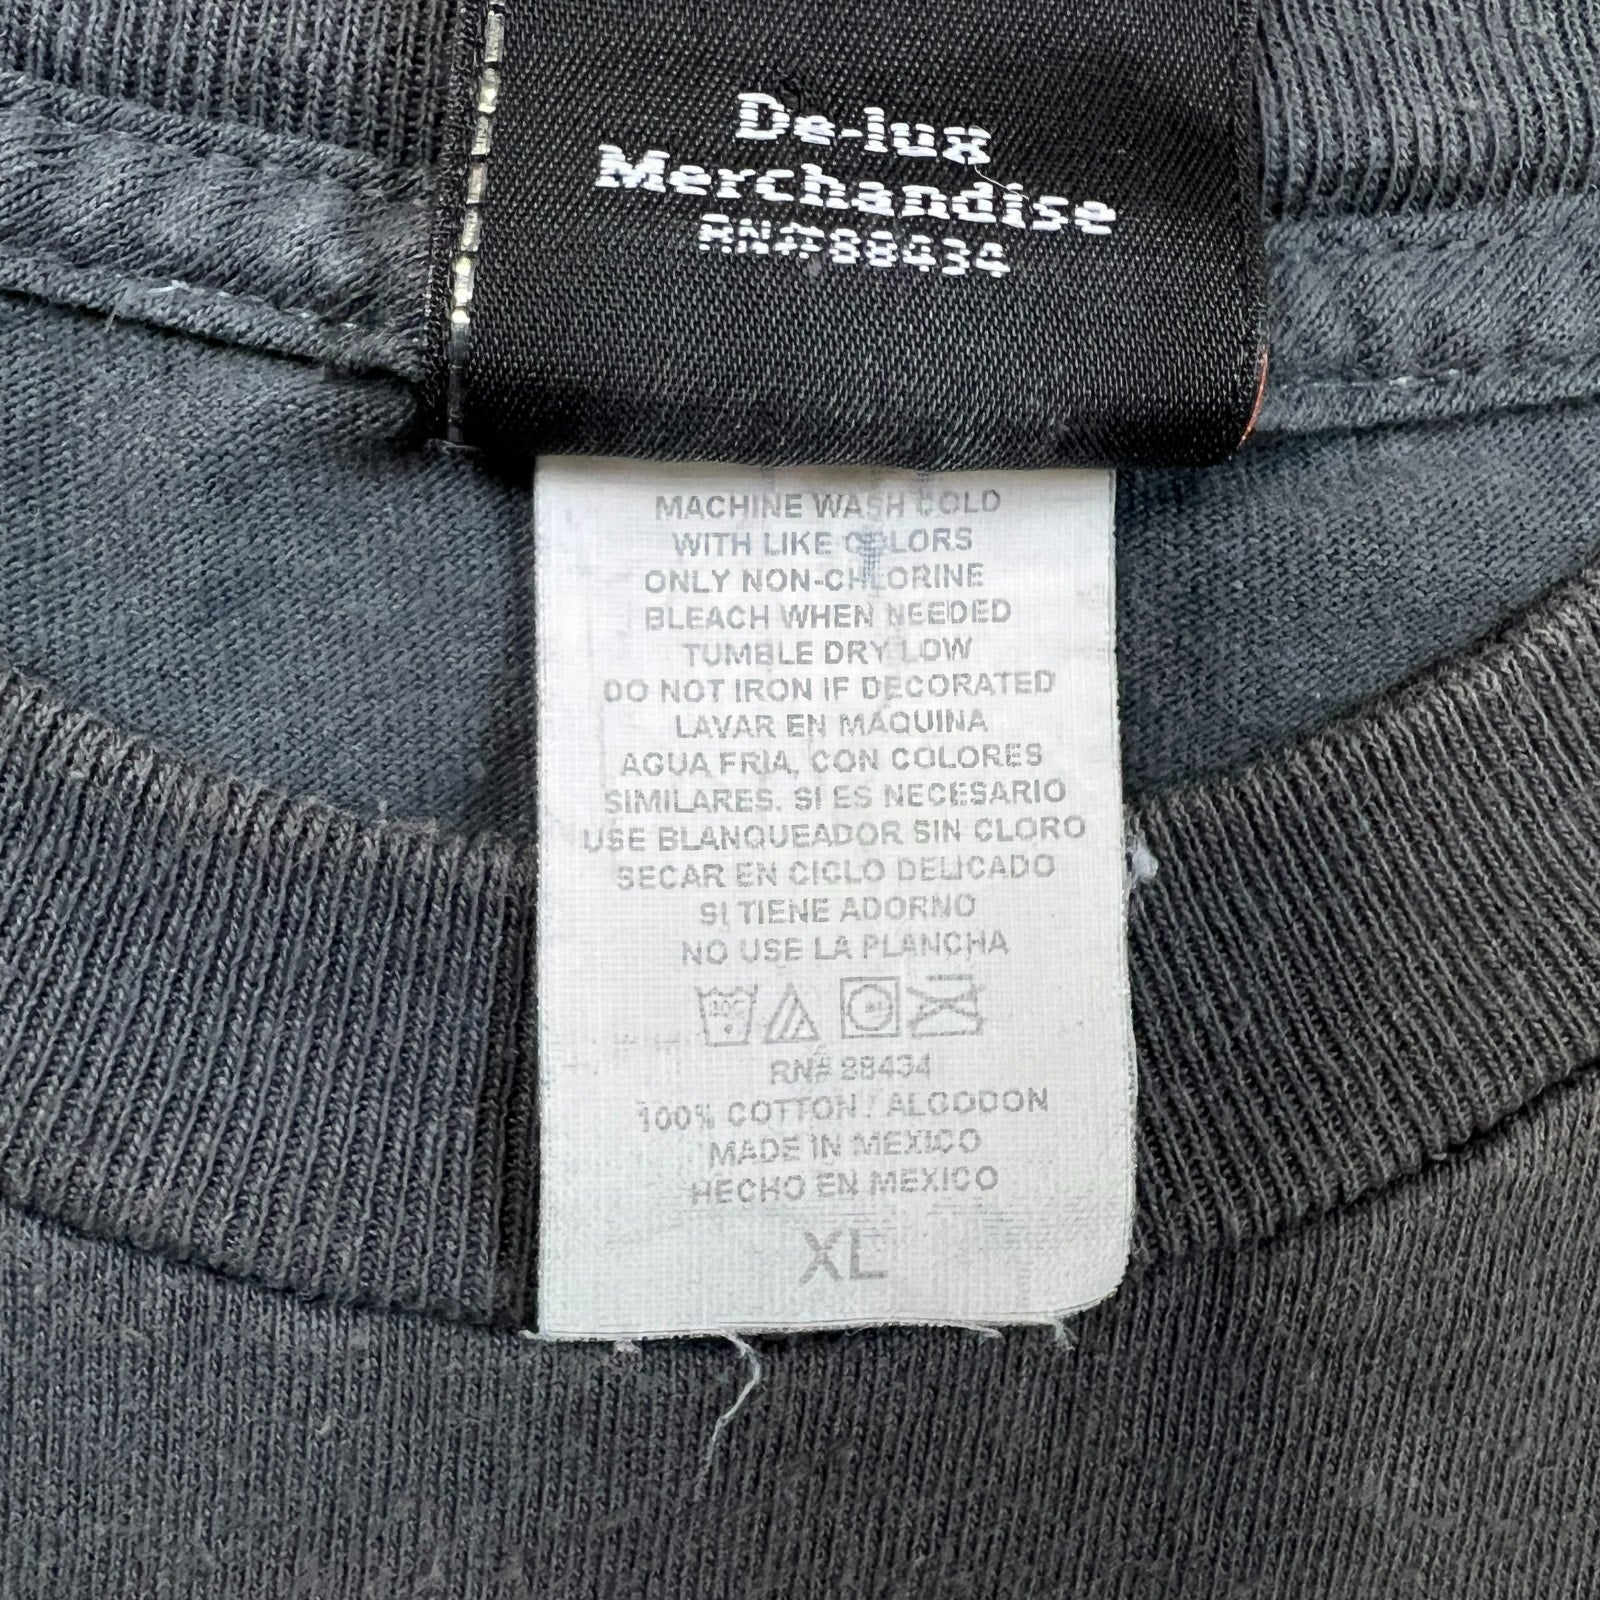 De-lux
Merchandise
RN#88434
MACHINE WASH COLD
WITH LIKE COLORS
ONLY NON-CHLORINE
BLEACH WHEN NEEDED
TUMBLE DRY LOW
DO NOT IRON IF DECORATED
LAVAR EN MAQUINA
AGUA FRIA, CON COLORES
SIMILARES. SI ES NECESARIO
USE BLANQUEADOR SIN CLORO
SECAR EN CICLO DELICADO
SI TIENE ADORNO
NO USE LA PLANCHA
30C
RN# 88434
100% COTTON / ALGODON
MADE IN MEXICO
HECHO EN MEXICO
XL